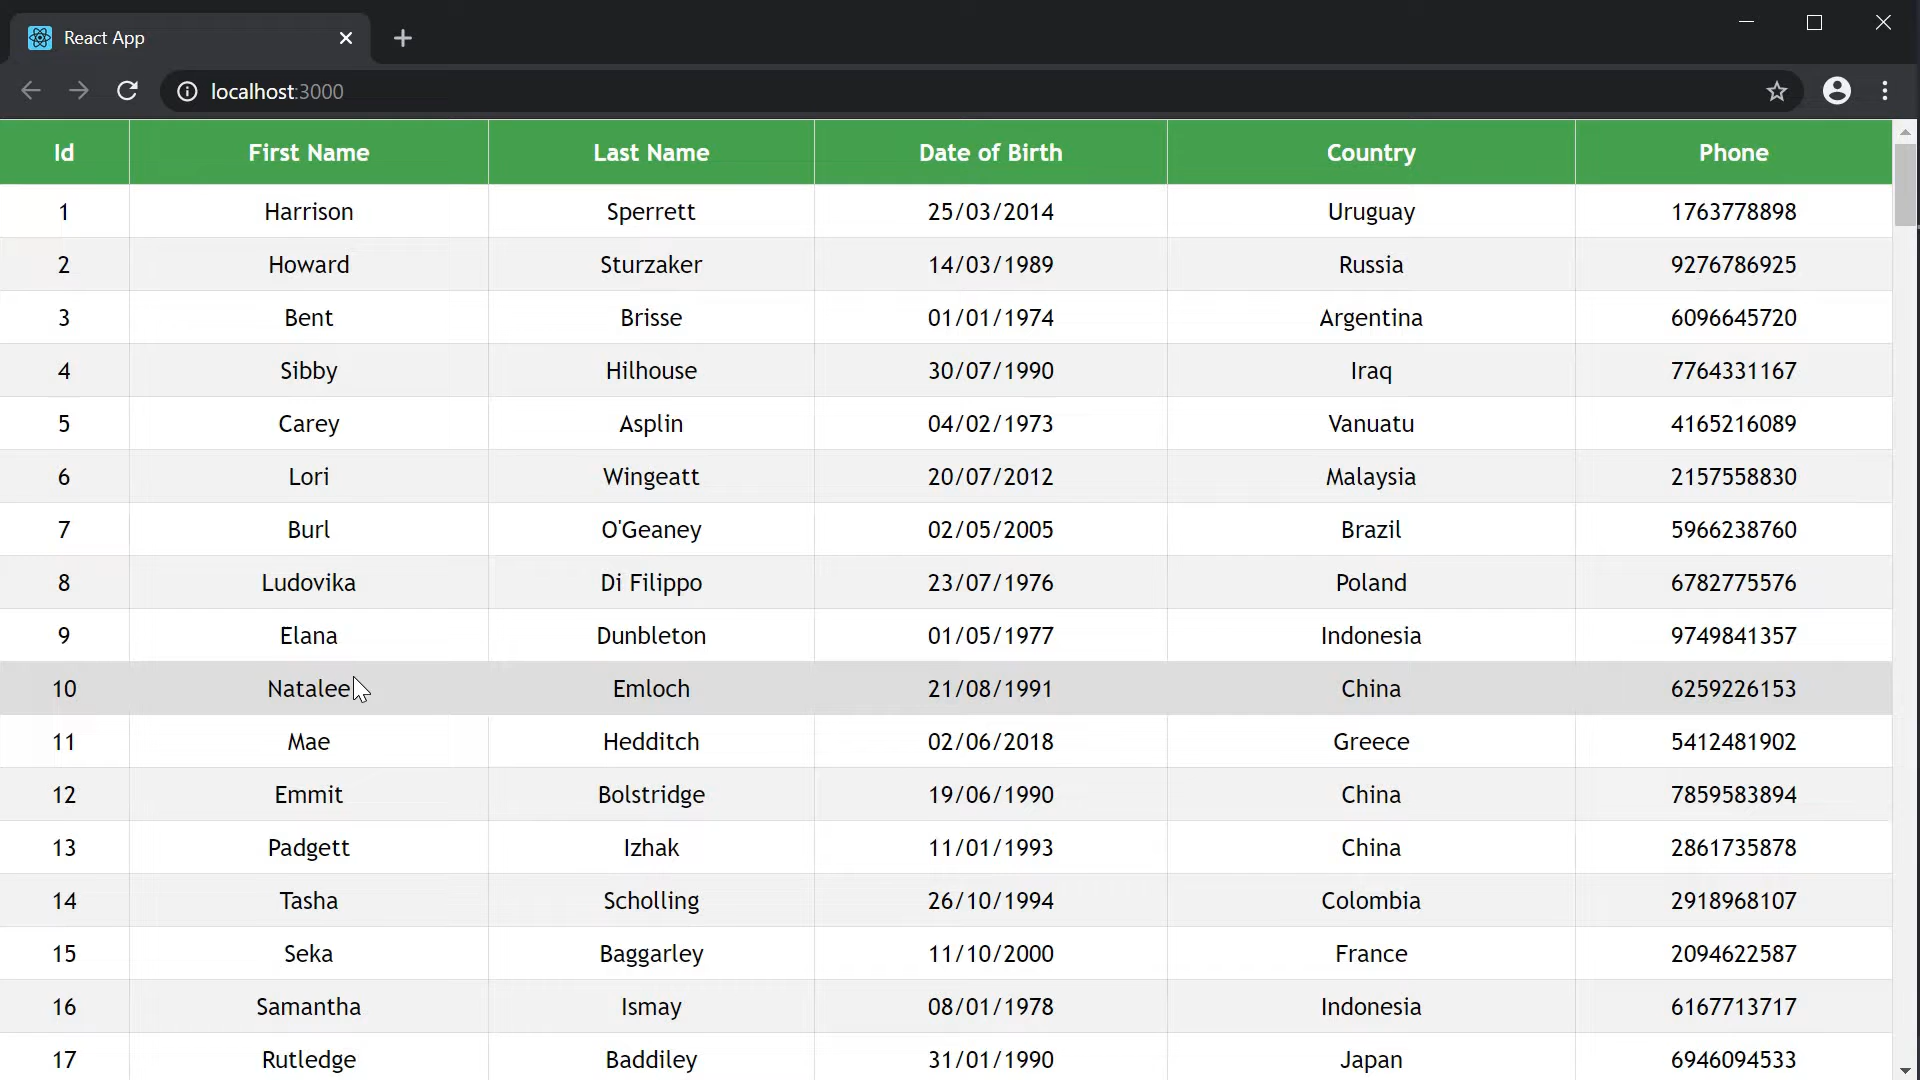 React App
localhost:3000
Id First Name Last Name Date of Birth Country Phone
1 Harrison Sperrett 25/03/2014 Uruguay 1763778898
2 Howard Sturzaker 14/03/1989 Russia 9276786925
3 Bent Brisse 01/01/1974 Argentina 6096645720
4 Sibby Hilhouse 30/07/1990 Iraq 7764331167
5 Carey Asplin 04/02/1973 Vanuatu 4165216089
6 Lori Wingeatt 20/07/2012 Malaysia 2157558830
7 Burl O'Geaney 02/05/2005 Brazil 5966238760
8 Ludovika Di Filippo 23/07/1976 Poland 6782775576
9 Elana Dunbleton 01/05/1977 Indonesia 9749841357
10 Natalee Emloch 21/08/1991 China 6259226153
11 Mae Hedditch 02/06/2018 Greece 5412481902
12 Emmit Bolstridge 19/06/1990 China 7859583894
13 Padgett Izhak 11/01/1993 China 2861735878
14 Tasha Scholling 26/10/1994 Colombia 2918968107
15 Seka Baggarley 11/10/2000 France 2094622587
16 Samantha Ismay 08/01/1978 Indonesia 6167713717
17 Rutledge Baddiley 31/01/1990 Japan 6946094533